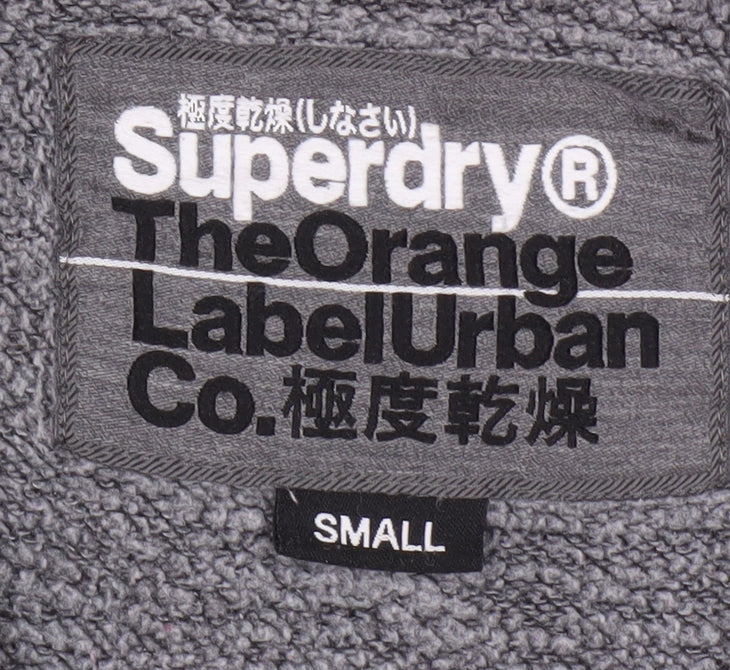 極度乾燥(しなさい)
Superdry®
TheOrange
LabelUrban
Co.極度乾燥
SMALL